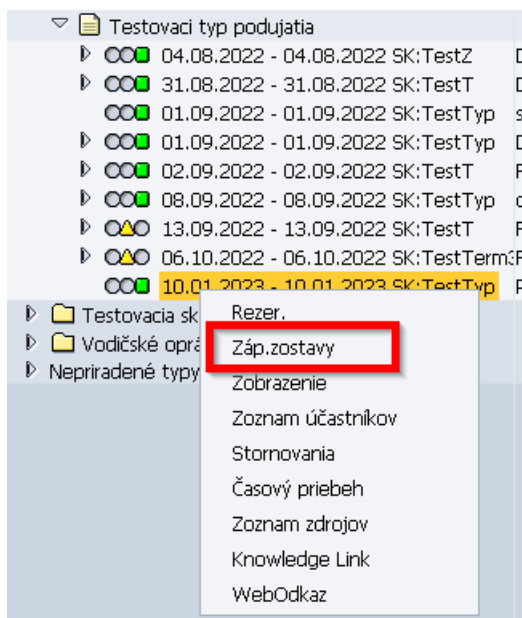 Testovaci typ podujatia
04.08.2022 - 04.08.2022 SK:TestZ
31.08.2022 - 31.08.2022 SK:TestT
01.09.2022 - 01.09.2022 SK:TestTyp
01.09.2022 - 01.09.2022 SK:TestTyp
02.09.2022 - 02.09.2022 SK:TestT
08.09.2022 - 08.09.2022 SK:TestTyp
13.09.2022 - 13.09.2022 SK:TestT
06.10.2022 - 06.10.2022 SK:TestTerm
10.01.2023 - 10.01.2023 SK:TestTyp
Testovacia sk
Vodičské oprá
Nepriradené typy
Rezer.
Záp.zostavy
Zobrazenie
Zoznam účastníkov
Stornovania
Časový priebeh
Zoznam zdrojov
Knowledge Link
WebOdkaz